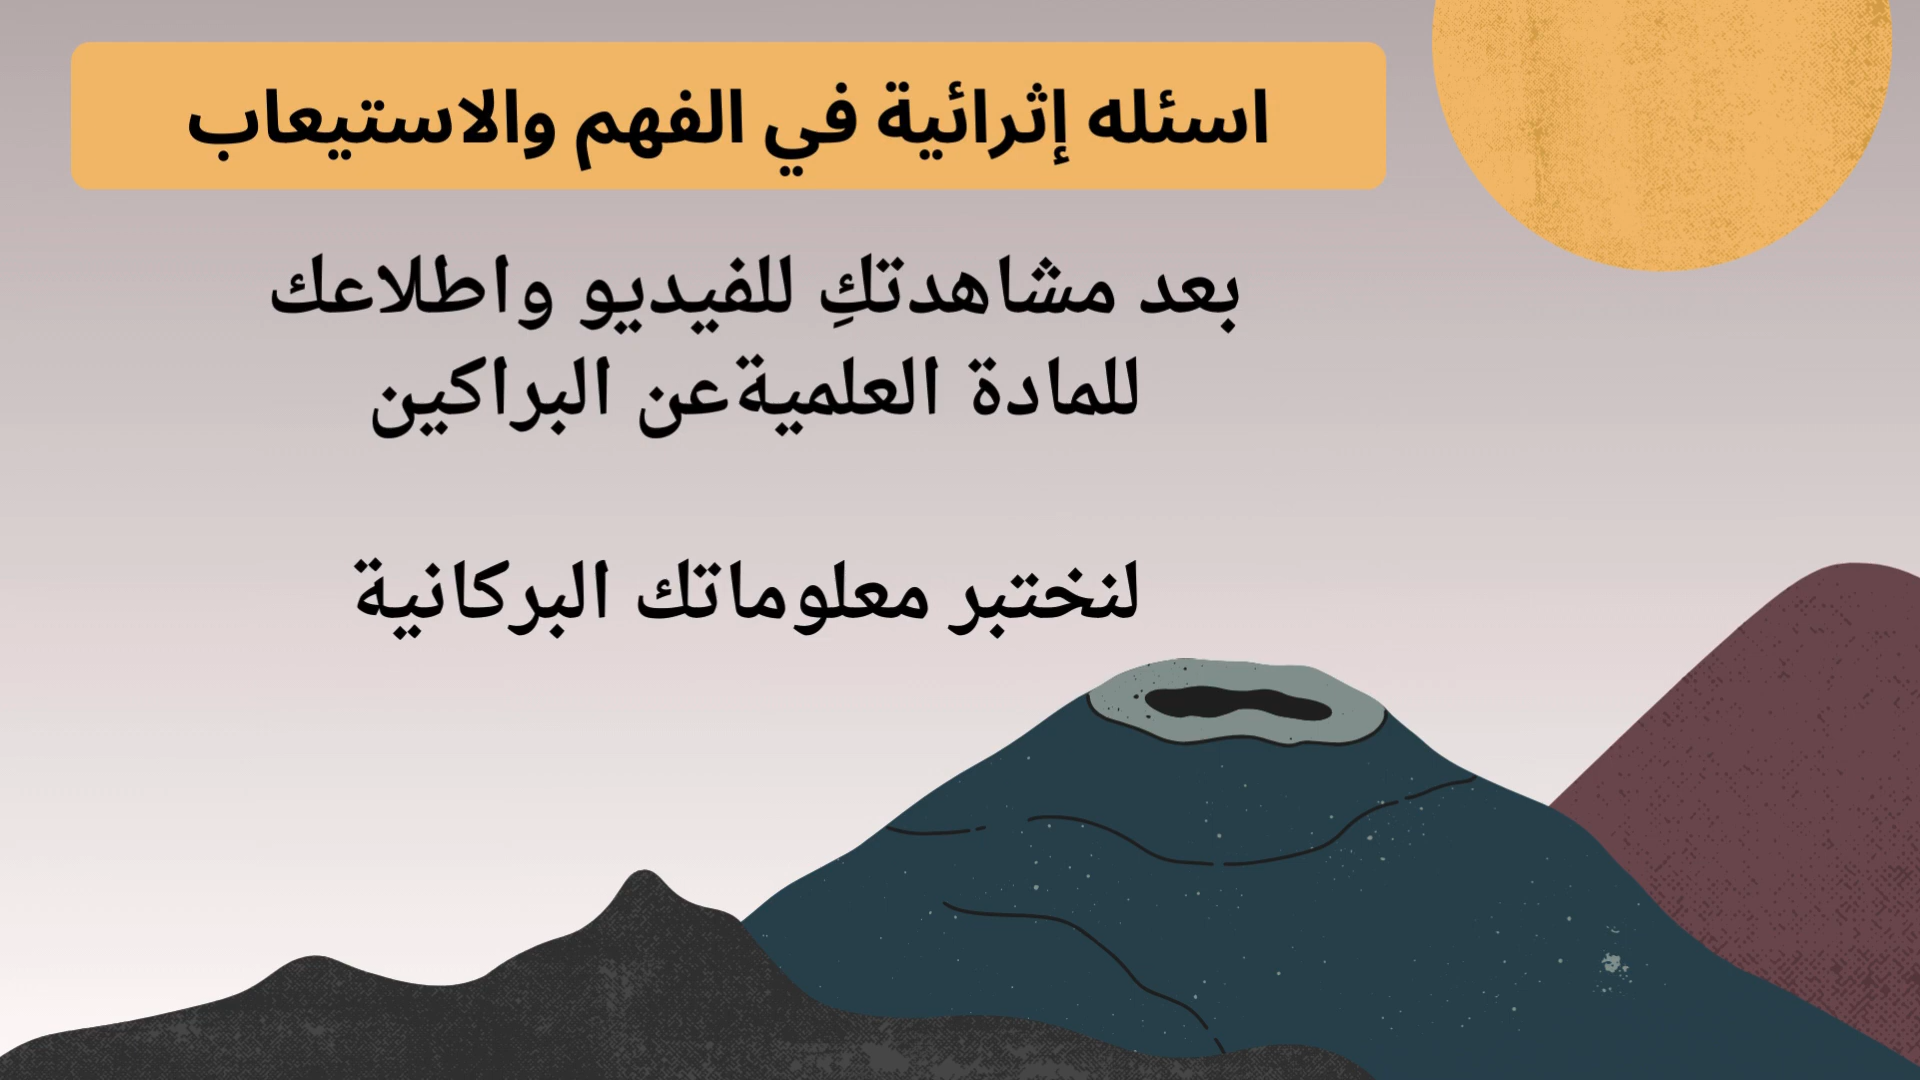 اسئله إثرائية في الفهم والاستيعاب
بعد مشاهدتكِ للفيديو واطلاعك
للمادة العلميةعن البراكين
لنختبر معلوماتك البركانية